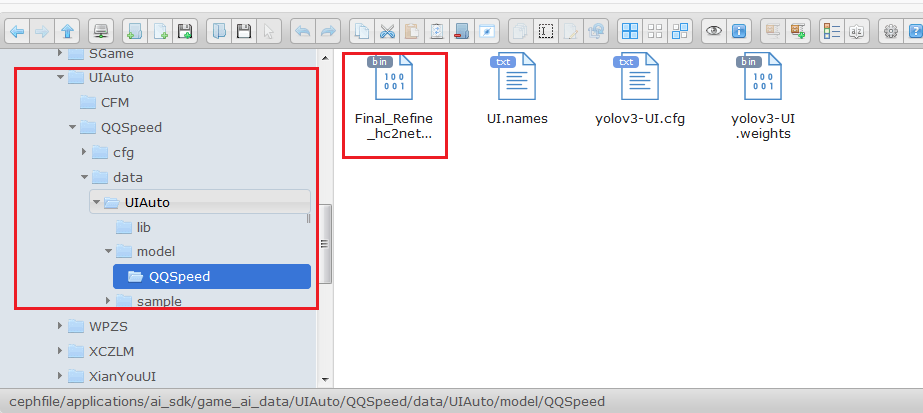 SGame
UIAuto
CFM
QQSpeed
cfg
data
UIAuto
lib
model
QQSpeed
sample
WPZS
XCZLM
XianYouUI
bin
100
001
Final_Refine
_hc2net...
txt
UI.names
txt
yolov3-UI.cfg
bin
100
001
yolov3-UI
.weights
cephfile/applications/ai_sdk/game_ai_data/UIAuto/QQSpeed/data/UIAuto/model/QQSpeed